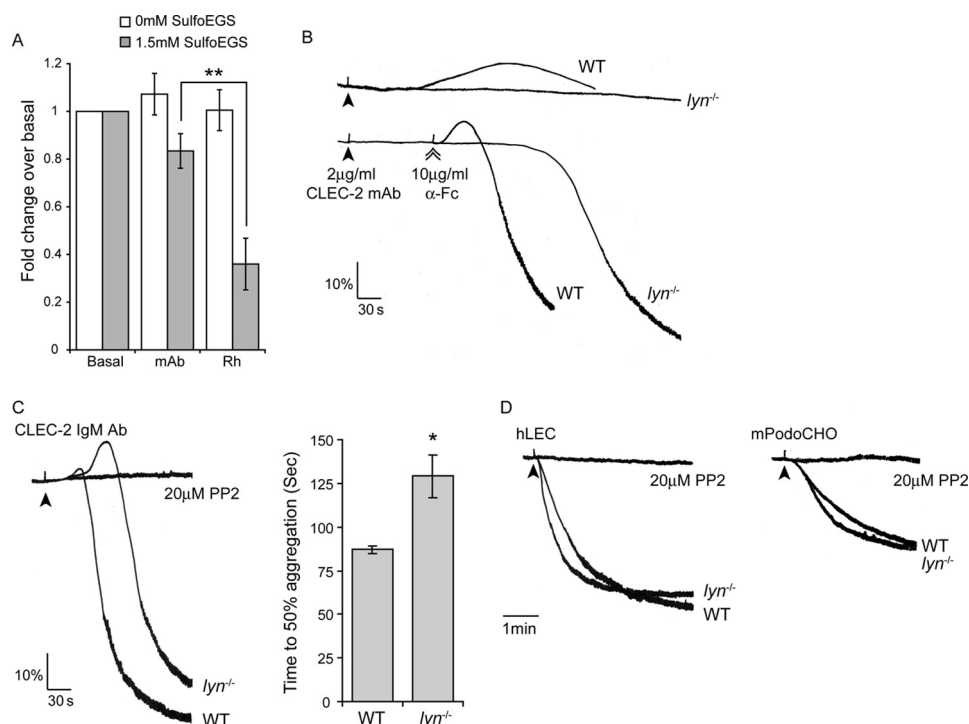 0mM SulfoEGS
1.5mM SulfoEGS
A
**
Fold change over basal
1.2
1
0.8
0.6
0.4
0.2
0
Basal
mAb
Rh
B
WT
lyn-/-
2µg/ml
CLEC-2 mAb
10µg/ml
α-Fc
WT
lyn-/-
10%
30 s
C
CLEC-2 IgM Ab
20µM PP2
lyn-/-
WT
10%
30 s
Time to 50% aggregation (Sec)
150
125
100
75
50
25
0
*
WT
lyn-/-
D
hLEC
20µM PP2
lyn-/-
WT
1min
mPodoCHO
20µM PP2
WT
lyn-/-